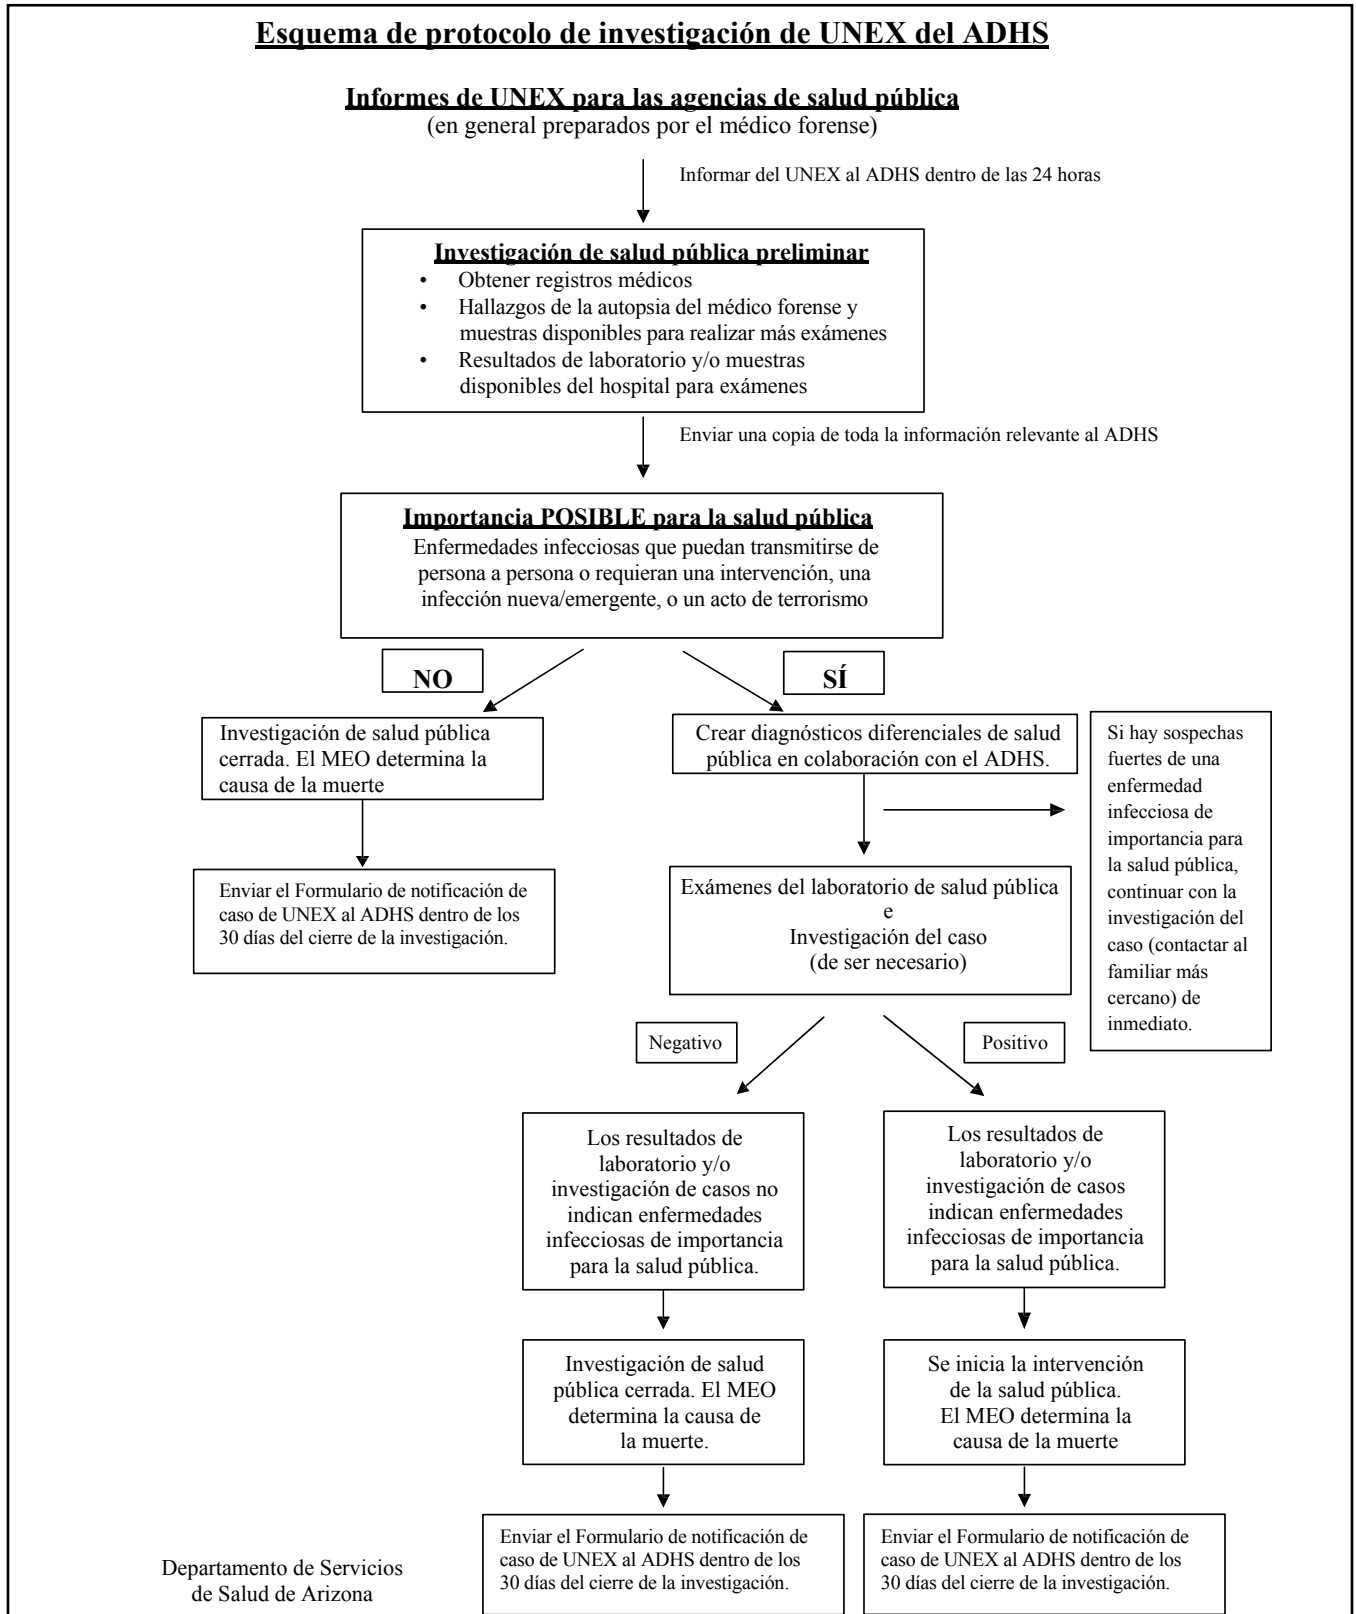 Esquema de protocolo de investigación de UNEX del ADHS
Informes de UNEX para las agencias de salud pública
(en general preparados por el médico forense)
Informar del UNEX al ADHS dentro de las 24 horas
Investigación de salud pública preliminar
• Obtener registros médicos
• Hallazgos de la autopsia del médico forense y
muestras disponibles para realizar más exámenes
• Resultados de laboratorio y/o muestras
disponibles del hospital para exámenes
Enviar una copia de toda la información relevante al ADHS
Importancia POSIBLE para la salud pública
Enfermedades infecciosas que puedan transmitirse de
persona a persona o requieran una intervención, una
infección nueva/emergente, o un acto de terrorismo
NO
SÍ
Investigación de salud pública
cerrada. El MEO determina la
causa de la muerte
Crear diagnósticos diferenciales de salud
pública en colaboración con el ADHS.
Si hay sospechas
fuertes de una
enfermedad
infecciosa de
importancia para
la salud pública,
continuar con la
investigación del
caso (contactar al
familiar más
cercano) de
inmediato.
Enviar el Formulario de notificación de
caso de UNEX al ADHS dentro de los
30 días del cierre de la investigación.
Exámenes del laboratorio de salud pública
e
Investigación del caso
(de ser necesario)
Negativo
Positivo
Los resultados de
laboratorio y/o
investigación de casos no
indican enfermedades
infecciosas de importancia
para la salud pública.
Los resultados de
laboratorio y/o
investigación de casos
indican enfermedades
infecciosas de importancia
para la salud pública.
Investigación de salud
pública cerrada. El MEO
determina la causa de
la muerte.
Se inicia la intervención
de la salud pública.
El MEO determina la
causa de la muerte
Enviar el Formulario de notificación de
caso de UNEX al ADHS dentro de los
30 días del cierre de la investigación.
Enviar el Formulario de notificación de
caso de UNEX al ADHS dentro de los
30 días del cierre de la investigación.
Departamento de Servicios
de Salud de Arizona